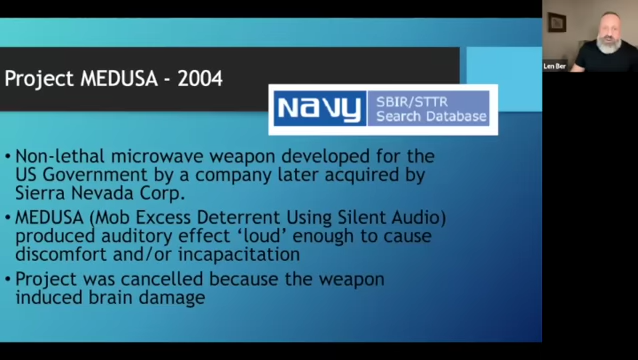 Project MEDUSA - 2004
NAVY
SBIR/STTR
Search Database
• Non-lethal microwave weapon developed for the
US Government by a company later acquired by
Sierra Nevada Corp.
• MEDUSA (Mob Excess Deterrent Using Silent Audio)
produced auditory effect ‘loud’ enough to cause
discomfort and/or incapacitation
• Project was cancelled because the weapon
induced brain damage
Len Ber